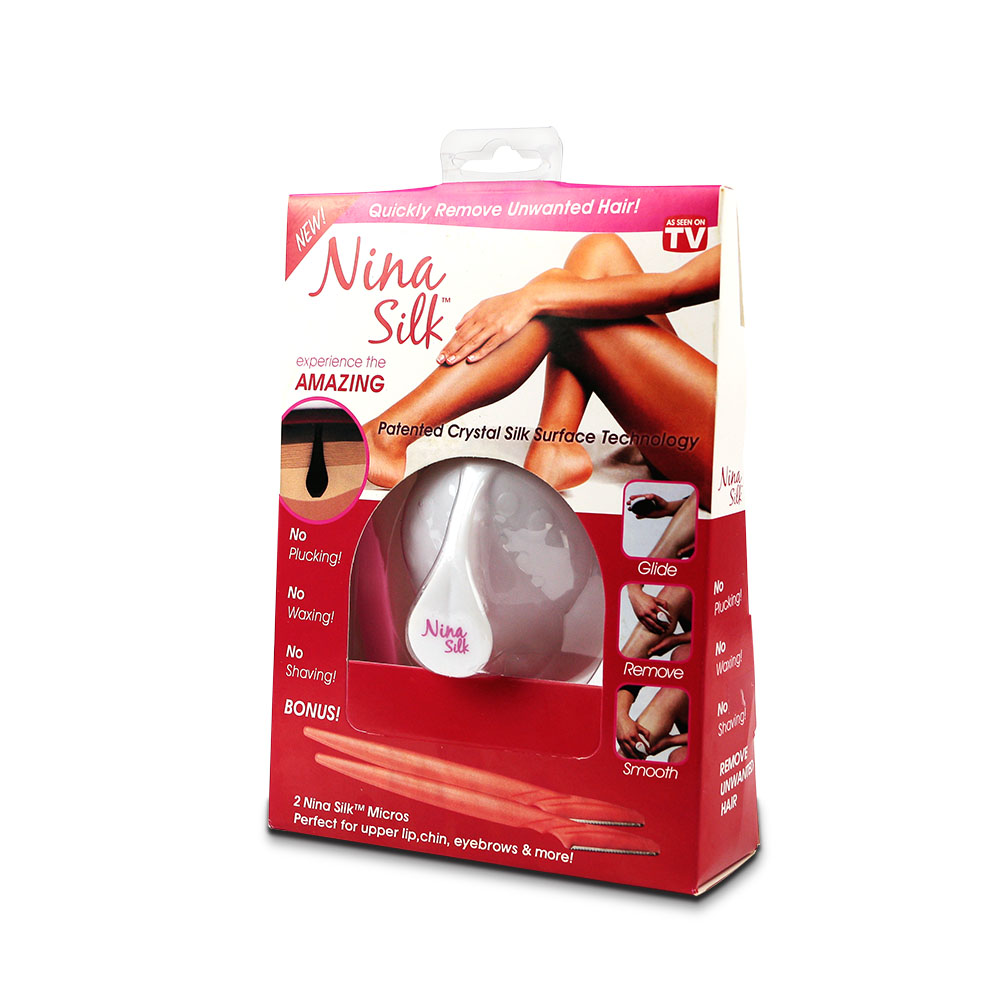 Quickly Remove Unwanted Hair!
NEW!
AS SEEN ON
TV
Nina
Silk™
experience the
AMAZING
Patented Crystal Silk Surface Technology
No
Plucking!
No
Waxing!
No
Shaving!
BONUS!
Nina
Silk
Glide
Remove
Smooth
2 Nina Silk™ Micros
Perfect for upper lip,chin, eyebrows & more!
Nina
Silk
No
Plucking!
No
Waxing!
No
Shaving!
REMOVE
UNWANTED
HAIR